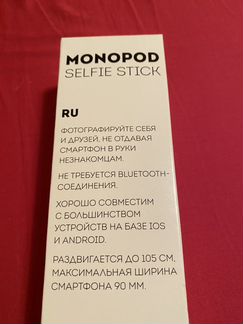 MONOPOD
SELFIE STICK
RU
ФОТОГРАФИРУЙТЕ СЕБЯ
И ДРУЗЕЙ, НЕ ОТДАВАЯ
СМАРТФОН В РУКИ
НЕЗНАКОМЦАМ.
НЕ ТРЕБУЕТСЯ BLUETOOTH-
СОЕДИНЕНИЯ.
ХОРОШО СОВМЕСТИМ
С БОЛЬШИНСТВОМ
УСТРОЙСТВ НА БАЗЕ IOS
И ANDROID.
РАЗДВИГАЕТСЯ ДО 105 СМ,
МАКСИМАЛЬНАЯ ШИРИНА
СМАРТФОНА 90 ММ.